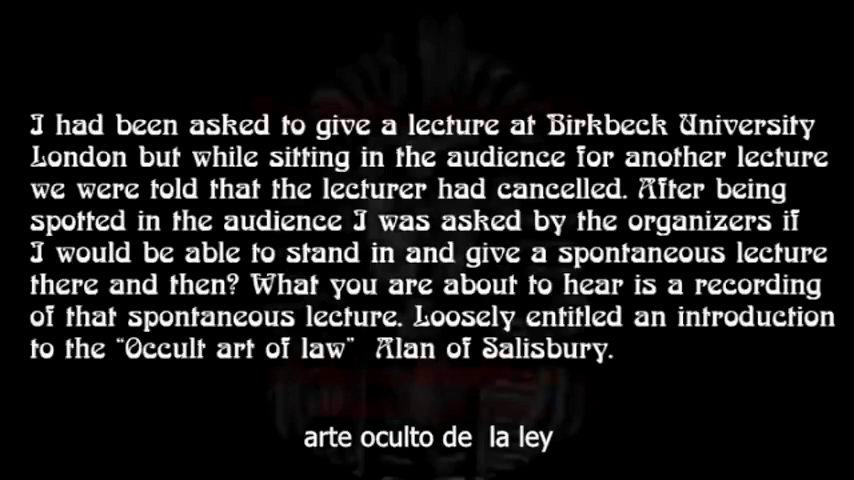 I had been asked to give a lecture at Birkbeck University
London but while sitting in the audience for another lecture
we were told that the lecturer had cancelled. After being
spotted in the audience I was asked by the organizers if
I would be able to stand in and give a spontaneous lecture
there and then? What you are about to hear is a recording
of that spontaneous lecture. Loosely entitled an introduction
to the "Occult art of law" Alan of Salisbury.
arte oculto de la ley